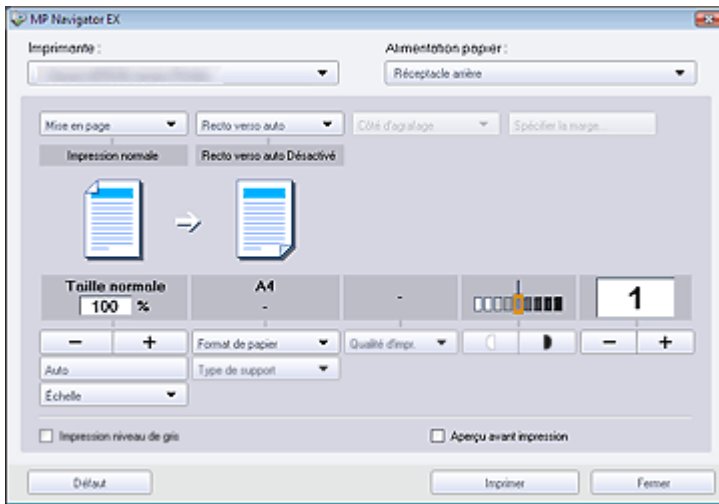 MP Navigator EX
Imprimante :
Alimentation papier :
Réceptacle arrière
Mise en page
Recto verso auto
Côté d'agrafage
Spécifier la marge...
Impression normale
Recto verso auto Désactivé
Taille normale
100 %
A4
-
-
1
- +
Format de papier
Qualité d'impr.
- +
Auto
Type de support
Échelle
Impression niveau de gris
Aperçu avant impression
Défaut
Imprimer
Fermer